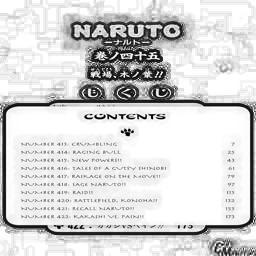 NARUTO
ーナルトー
巻ノ四十五
戦場、木ノ葉!!
もくじ
CONTENTS
NUMBER 413: CRUMBLING 7
NUMBER 414: RAGING BULL 25
NUMBER 415: NEW POWERS!! 43
NUMBER 416: TALES OF A GUTSY SHINOBI 61
NUMBER 417: RAIKAGE ON THE MOVE!! 79
NUMBER 418: SAGE NARUTO!! 97
NUMBER 419: RAID!! 115
NUMBER 420: BATTLEFIELD, KONOHA!! 133
NUMBER 421: RECALL NARUTO!! 153
NUMBER 422: KAKASHI VS. PAIN!! 173